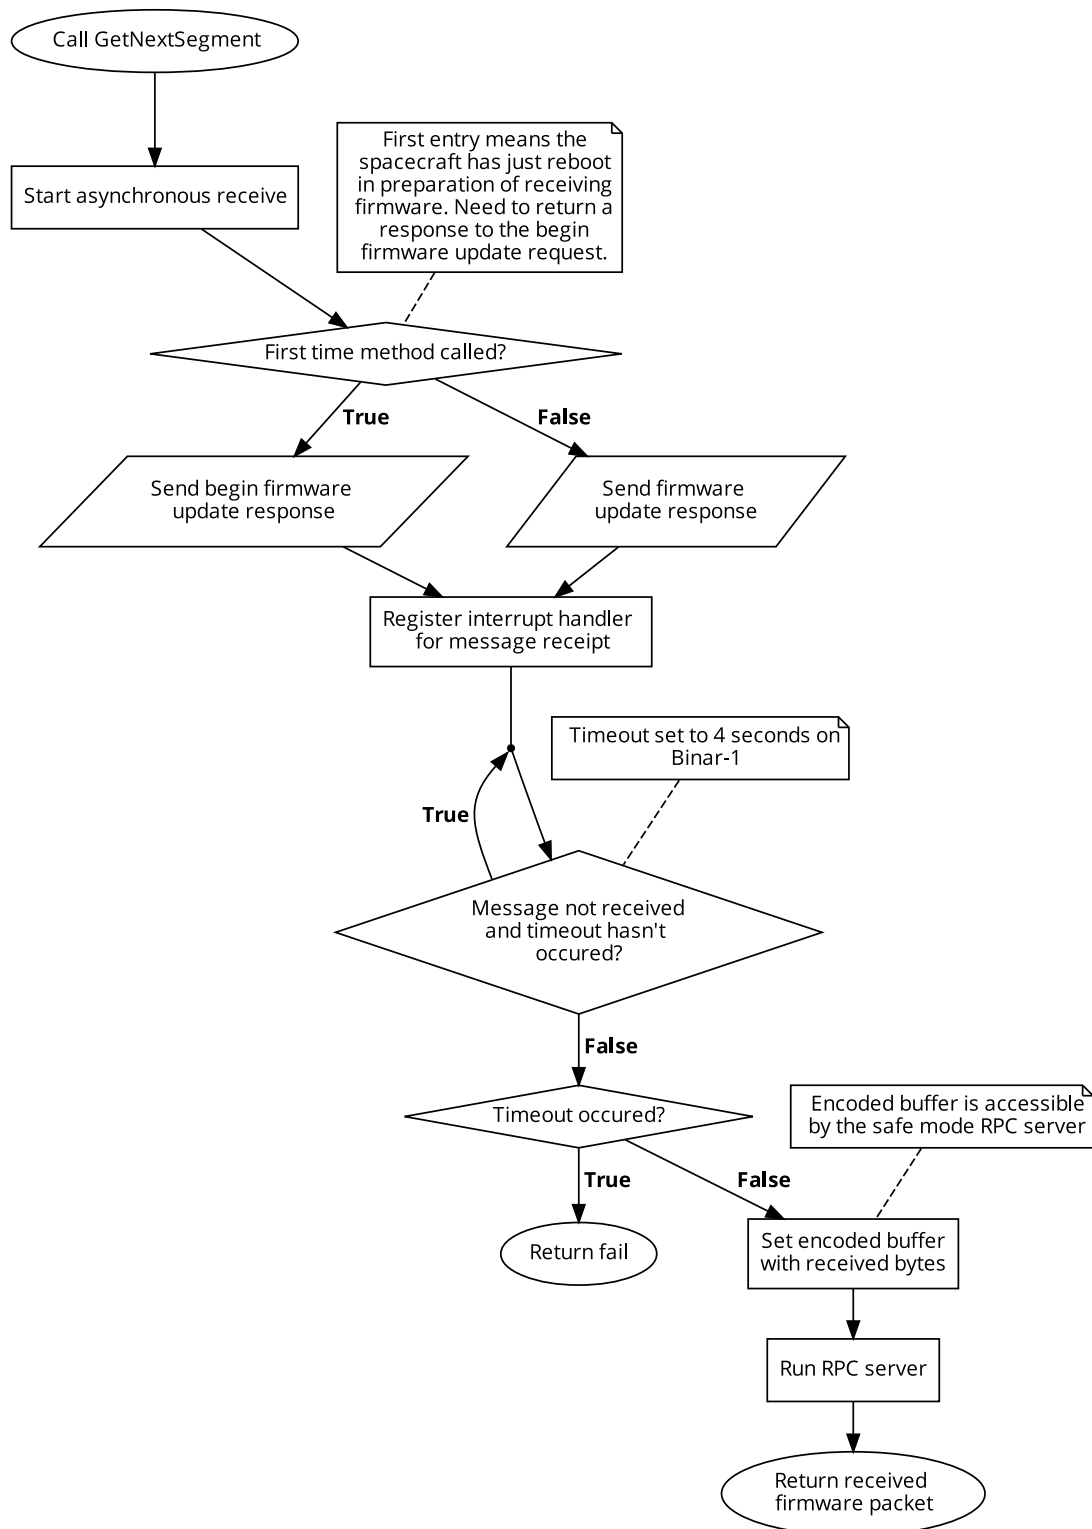 Call GetNextSegment
Start asynchronous receive
First entry means the
spacecraft has just reboot
in preparation of receiving
firmware. Need to return a
response to the begin
firmware update request.
First time method called?
True
False
Send begin firmware
update response
Send firmware
update response
Register interrupt handler
for message receipt
Timeout set to 4 seconds on
Binar-1
True
Message not received
and timeout hasn't
occured?
False
Timeout occured?
Encoded buffer is accessible
by the safe mode RPC server
True
False
Return fail
Set encoded buffer
with received bytes
Run RPC server
Return received
firmware packet